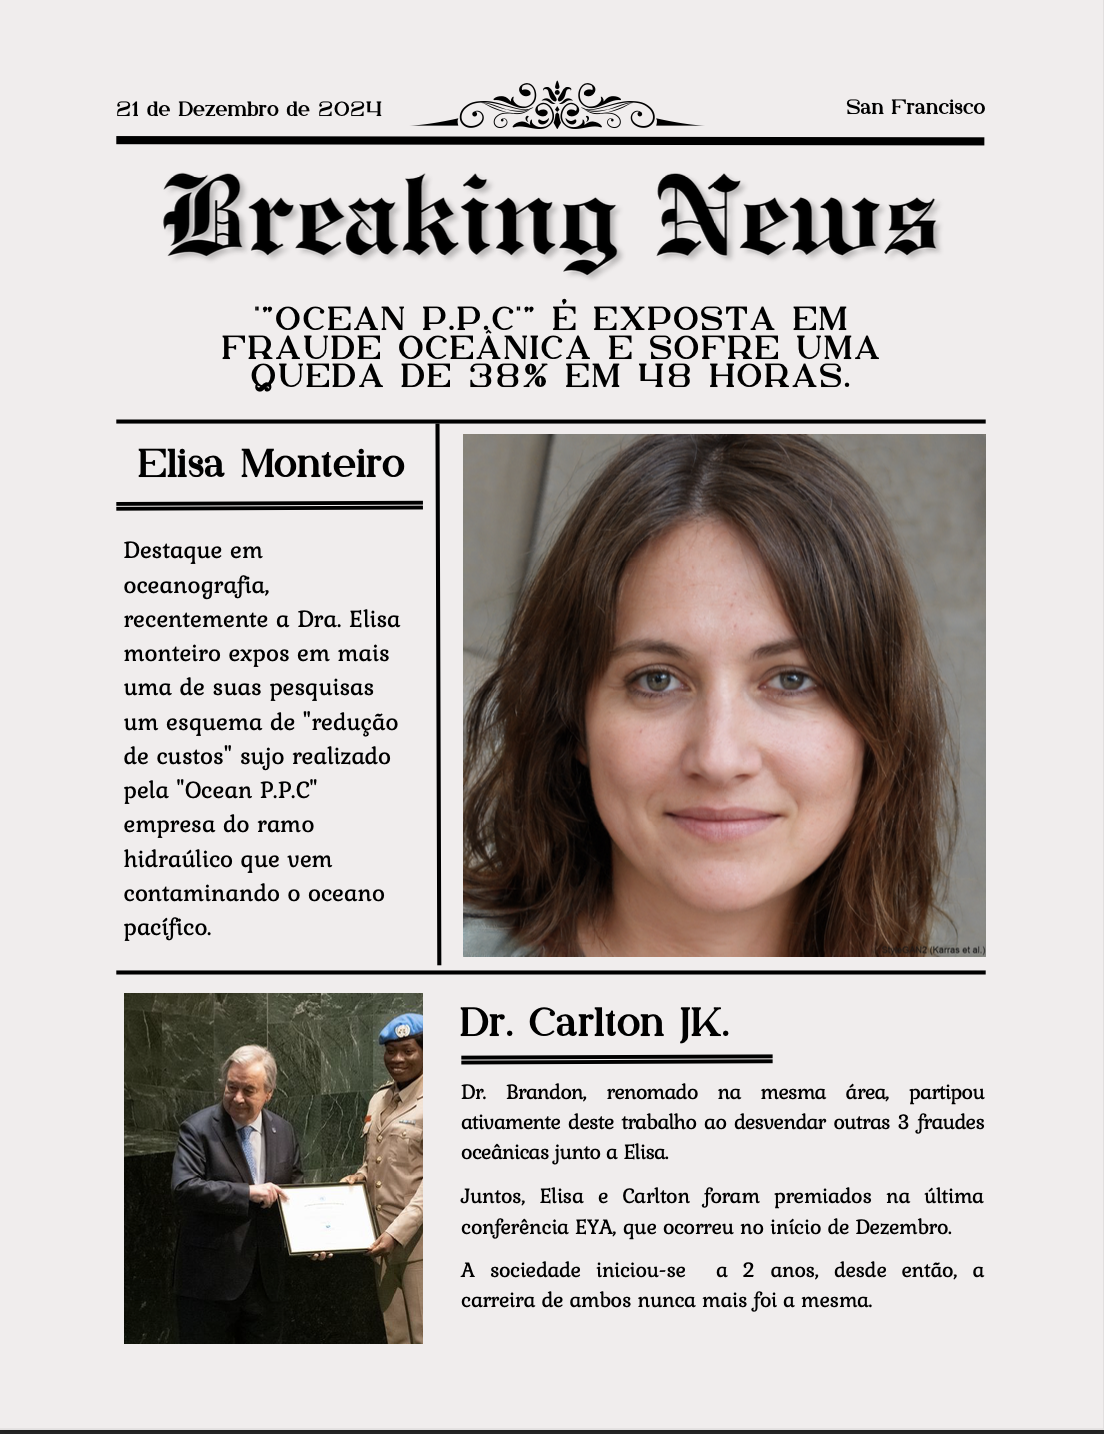 21 de Dezembro de 2024
San Francisco
Breaking News
"“OCEAN P.P.C"” É EXPOSTA EM
FRAUDE OCEÂNICA E SOFRE UMA
QUEDA DE 38% EM 48 HORAS.
Elisa Monteiro
Destaque em
oceanografia,
recentemente a Dra. Elisa
monteiro expos em mais
uma de suas pesquisas
um esquema de "redução
de custos" sujo realizado
pela "Ocean P.P.C"
empresa do ramo
hidraúlico que vem
contaminando o oceano
pacífico.
(Karras et al.)
Dr. Carlton JK.
Dr. Brandon, renomado na mesma área, partipou
ativamente deste trabalho ao desvendar outras 3 fraudes
oceânicas junto a Elisa.
Juntos, Elisa e Carlton foram premiados na última
conferência EYA, que ocorreu no início de Dezembro.
A sociedade iniciou-se a 2 anos, desde então, a
carreira de ambos nunca mais foi a mesma.